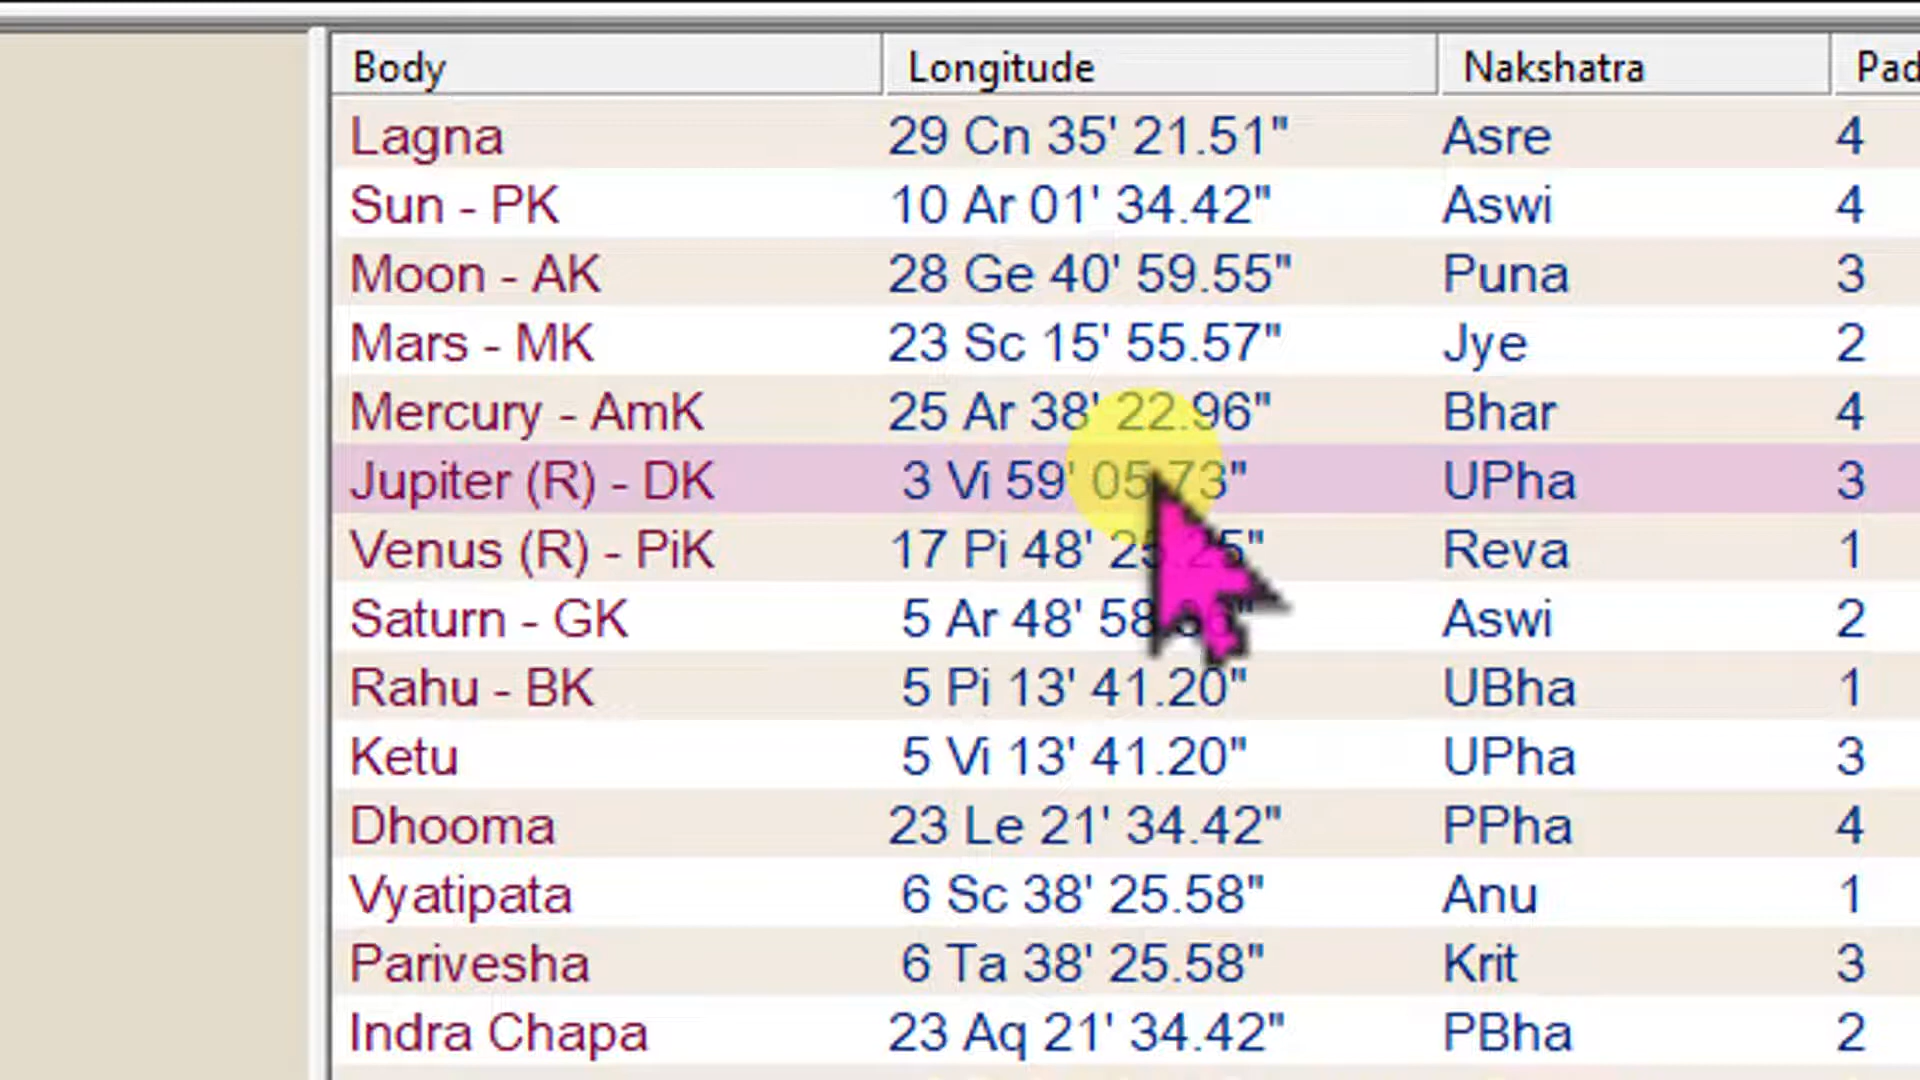 Body Longitude Nakshatra Pad
Lagna 29 Cn 35' 21.51" Asre 4
Sun - PK 10 Ar 01' 34.42" Aswi 4
Moon - AK 28 Ge 40' 59.55" Puna 3
Mars - MK 23 Sc 15' 55.57" Jye 2
Mercury - AmK 25 Ar 38' 22.96" Bhar 4
Jupiter (R) - DK 3 Vi 59' 05.73" UPha 3
Venus (R) - PiK 17 Pi 48' Reva 1
Saturn - GK 5 Ar 48' Aswi 2
Rahu - BK 5 Pi 13' 41.20" UBha 1
Ketu 5 Vi 13' 41.20" UPha 3
Dhooma 23 Le 21' 34.42" PPha 4
Vyatipata 6 Sc 38' 25.58" Anu 1
Parivesha 6 Ta 38' 25.58" Krit 3
Indra Chapa 23 Aq 21' 34.42" PBha 2